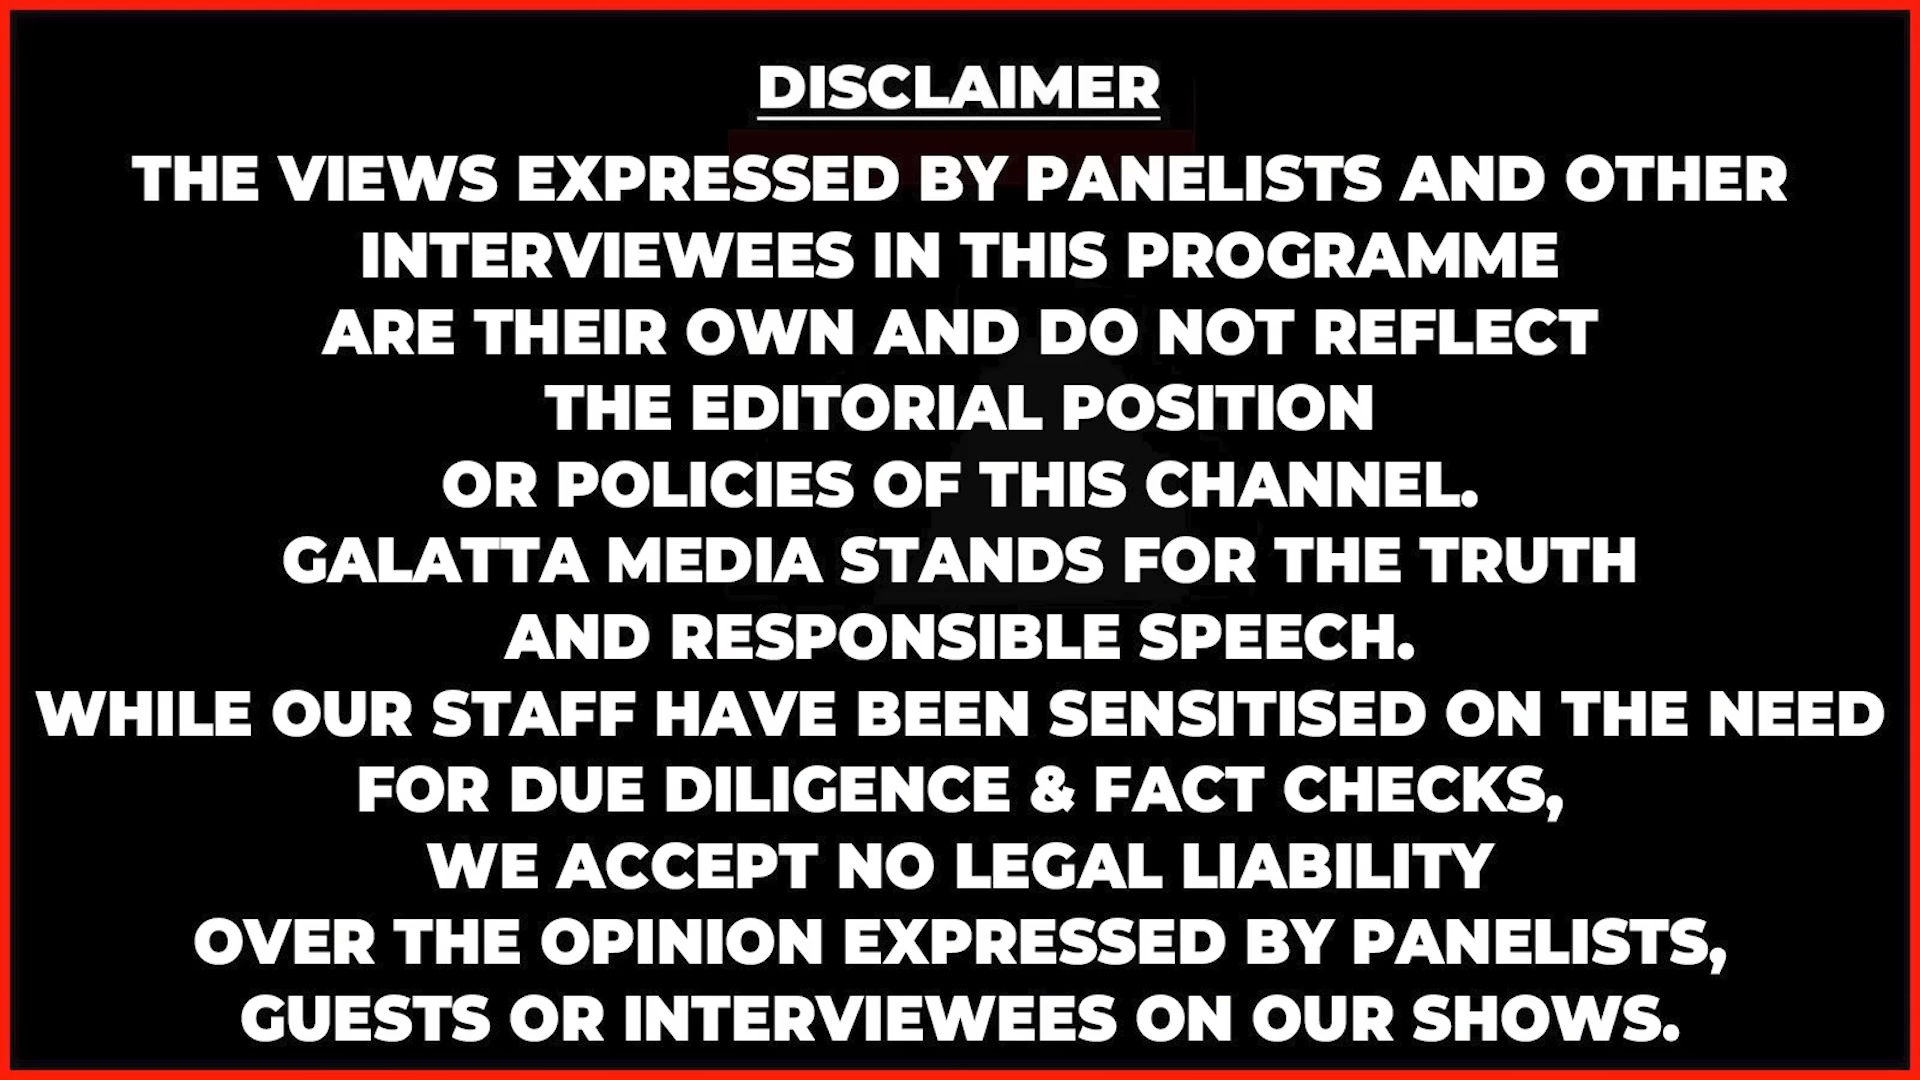 DISCLAIMER
THE VIEWS EXPRESSED BY PANELISTS AND OTHER
INTERVIEWEES IN THIS PROGRAMME
ARE THEIR OWN AND DO NOT REFLECT
THE EDITORIAL POSITION
OR POLICIES OF THIS CHANNEL.
GALATTA MEDIA STANDS FOR THE TRUTH
AND RESPONSIBLE SPEECH.
WHILE OUR STAFF HAVE BEEN SENSITISED ON THE NEED
FOR DUE DILIGENCE & FACT CHECKS,
WE ACCEPT NO LEGAL LIABILITY
OVER THE OPINION EXPRESSED BY PANELISTS,
GUESTS OR INTERVIEWEES ON OUR SHOWS.